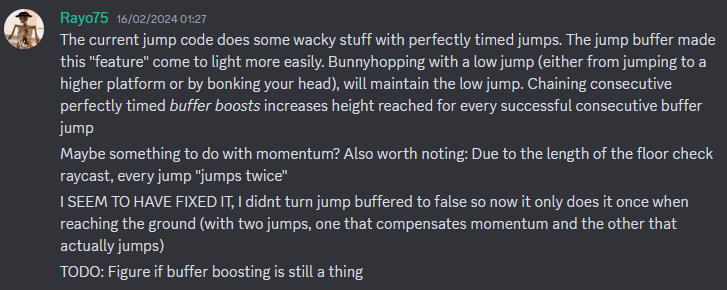 Rayo75 16/02/2024 01:27
The current jump code does some wacky stuff with perfectly timed jumps. The jump buffer made
this "feature" come to light more easily. Bunnyhopping with a low jump (either from jumping to a
higher platform or by bonking your head), will maintain the low jump. Chaining consecutive
perfectly timed buffer boosts increases height reached for every successful consecutive buffer
jump
Maybe something to do with momentum? Also worth noting: Due to the length of the floor check
raycast, every jump "jumps twice"
I SEEM TO HAVE FIXED IT, I didnt turn jump buffered to false so now it only does it once when
reaching the ground (with two jumps, one that compensates momentum and the other that
actually jumps)
TODO: Figure if buffer boosting is still a thing